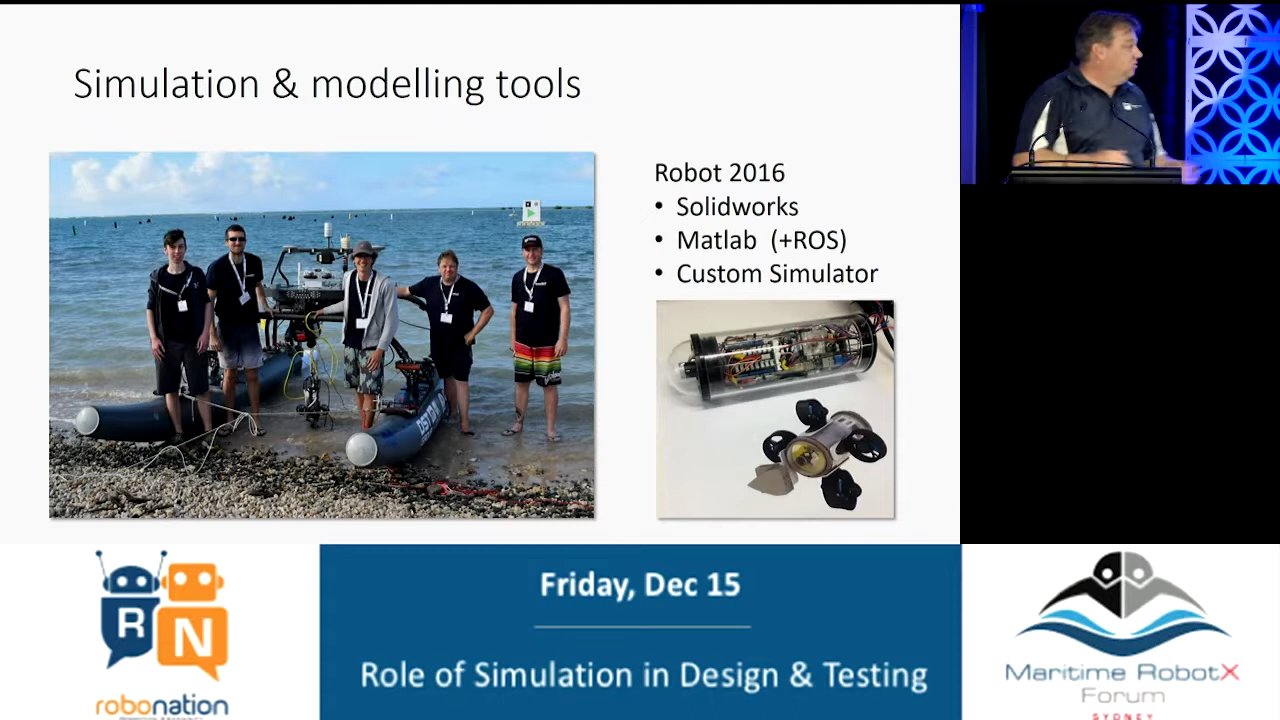 Simulation & modelling tools
Robot 2016
• Solidworks
• Matlab (+ROS)
• Custom Simulator
R N
robonation
Friday, Dec 15
Role of Simulation in Design & Testing
Maritime RobotX
Forum
SYDNEY